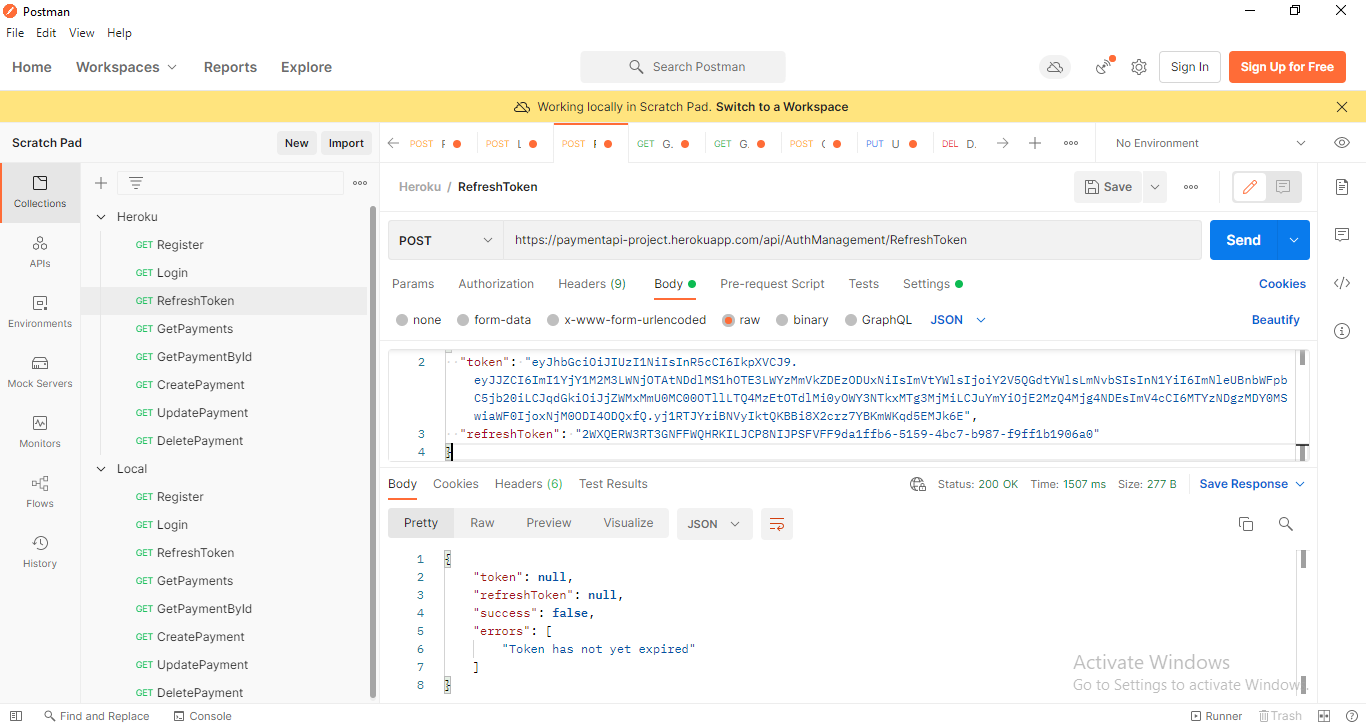 Postman
File Edit View Help
Home Workspaces Reports Explore Search Postman Sign In Sign Up for Free
Working locally in Scratch Pad. Switch to a Workspace
Scratch Pad New Import
POST POST L POST GET G. GET G. POST ( PUT U DEL D. No Environment
Collections
APIs
Environments
Mock Servers
Monitors
Flows
History
Heroku
GET Register
GET Login
GET RefreshToken
GET GetPayments
GET GetPaymentById
GET CreatePayment
GET UpdatePayment
GET DeletePayment
Local
GET Register
GET Login
GET RefreshToken
GET GetPayments
GET GetPaymentById
GET CreatePayment
GET UpdatePayment
GET DeletePayment
Heroku / RefreshToken Save
POST https://paymentapi-project.herokuapp.com/api/AuthManagement/RefreshToken Send
Params Authorization Headers (9) Body Pre-request Script Tests Settings Cookies
none form-data x-www-form-urlencoded raw binary GraphQL JSON Beautify
2 "token": "eyJhbGciOiJIUzI1NiIsInR5cCI6IkpXVCJ9.
3 "refreshToken": "2WXQERW3RT3GNFFWQHRKILJCP8NIJPSFVFF9da1ffb6-5159-4bc7-b987-f9ff1b1906a0"
4 }
Body Cookies Headers (6) Test Results Status: 200 OK Time: 1507 ms Size: 277 B Save Response
Pretty Raw Preview Visualize JSON
1 {
2 "token": null,
3 "refreshToken": null,
4 "success": false,
5 "errors": [
6 "Token has not yet expired"
7 ]
8 }
Activate Windows
Go to Settings to activate Windows.
Find and Replace Console Runner Trash